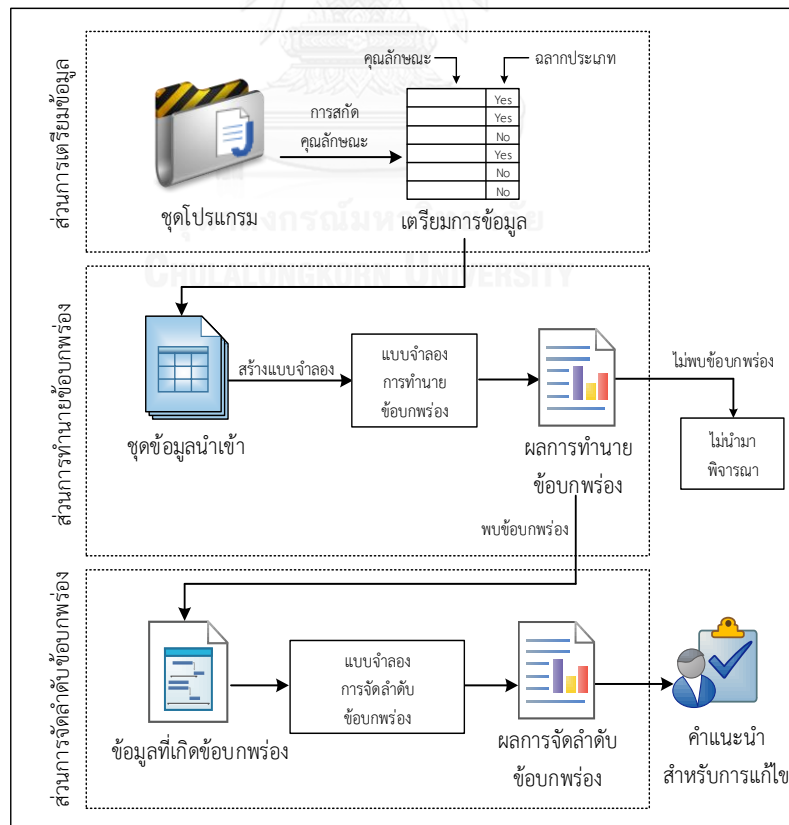 ส่วนการเตรียมข้อมูล
คุณลักษณะ
ฉลากประเภท
Yes
Yes
No
Yes
No
No
การสกัด
คุณลักษณะ
ชุดโปรแกรม
เตรียมการข้อมูล
CHULALONGKORN UNIVERSITY
ส่วนการทำนายข้อบกพร่อง
ชุดข้อมูลนำเข้า
สร้างแบบจำลอง
แบบจำลอง
การทำนาย
ข้อบกพร่อง
ผลการทำนาย
ข้อบกพร่อง
ไม่พบข้อบกพร่อง
ไม่นำมา
พิจารณา
พบข้อบกพร่อง
ส่วนการจัดลำดับข้อบกพร่อง
ข้อมูลที่เกิดข้อบกพร่อง
แบบจำลอง
การจัดลำดับ
ข้อบกพร่อง
ผลการจัดลำดับ
ข้อบกพร่อง
คำแนะนำ
สำหรับการแก้ไข